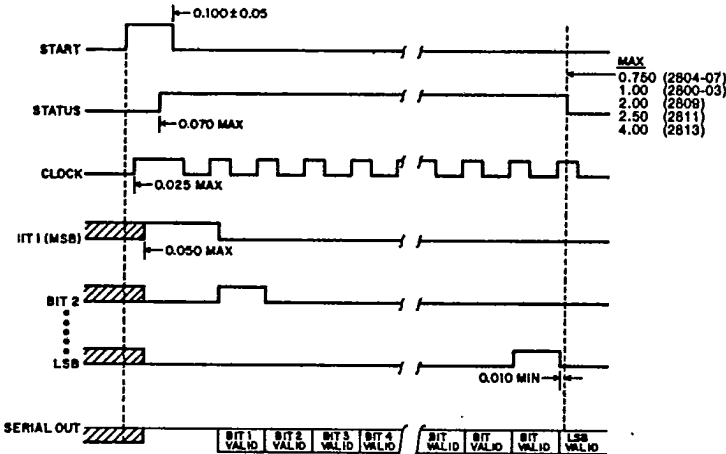 0.100±0.05
START
MAX
0.750 (2804-07)
1.00 (2800-03)
2.00 (2809)
2.50 (2811)
4.00 (2813)
STATUS
0.070 MAX
CLOCK
0.025 MAX
IIT 1 (MSB)
0.050 MAX
BIT 2
LSB
0.010 MIN
SERIAL OUT
BIT 1 VALID
BIT 2 VALID
BIT 3 VALID
BIT 4 VALID
BIT VALID
BIT VALID
BIT VALID
LSB VALID